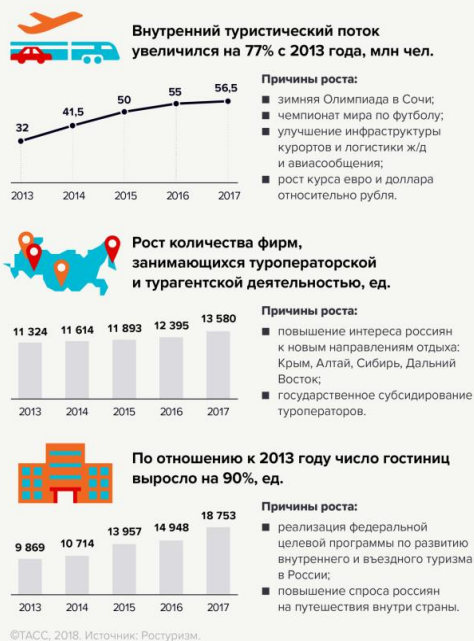 Внутренний туристический поток
увеличился на 77% с 2013 года, млн чел.
32
41,5
50
55
56,5
2013
2014
2015
2016
2017
Причины роста:
■ зимняя Олимпиада в Сочи;
■ чемпионат мира по футболу;
■ улучшение инфраструктуры
курортов и логистики ж/д
и авиасообщения;
■ рост курса евро и доллара
относительно рубля.
Рост количества фирм,
занимающихся туроператорской
и турагентской деятельностью, ед.
11 324
11 614
11 893
12 395
13 580
2013
2014
2015
2016
2017
Причины роста:
■ повышение интереса россиян
к новым направлениям отдыха:
Крым, Алтай, Сибирь, Дальний
Восток;
■ государственное субсидирование
туроператоров.
По отношению к 2013 году число гостиниц
выросло на 90%, ед.
9 869
10 714
13 957
14 948
18 753
2013
2014
2015
2016
2017
Причины роста:
■ реализация федеральной
целевой программы по развитию
внутреннего и въездного туризма
в России;
■ повышение спроса россиян
на путешествия внутри страны.
©ТАСС, 2018. Источник: Ростуризм.